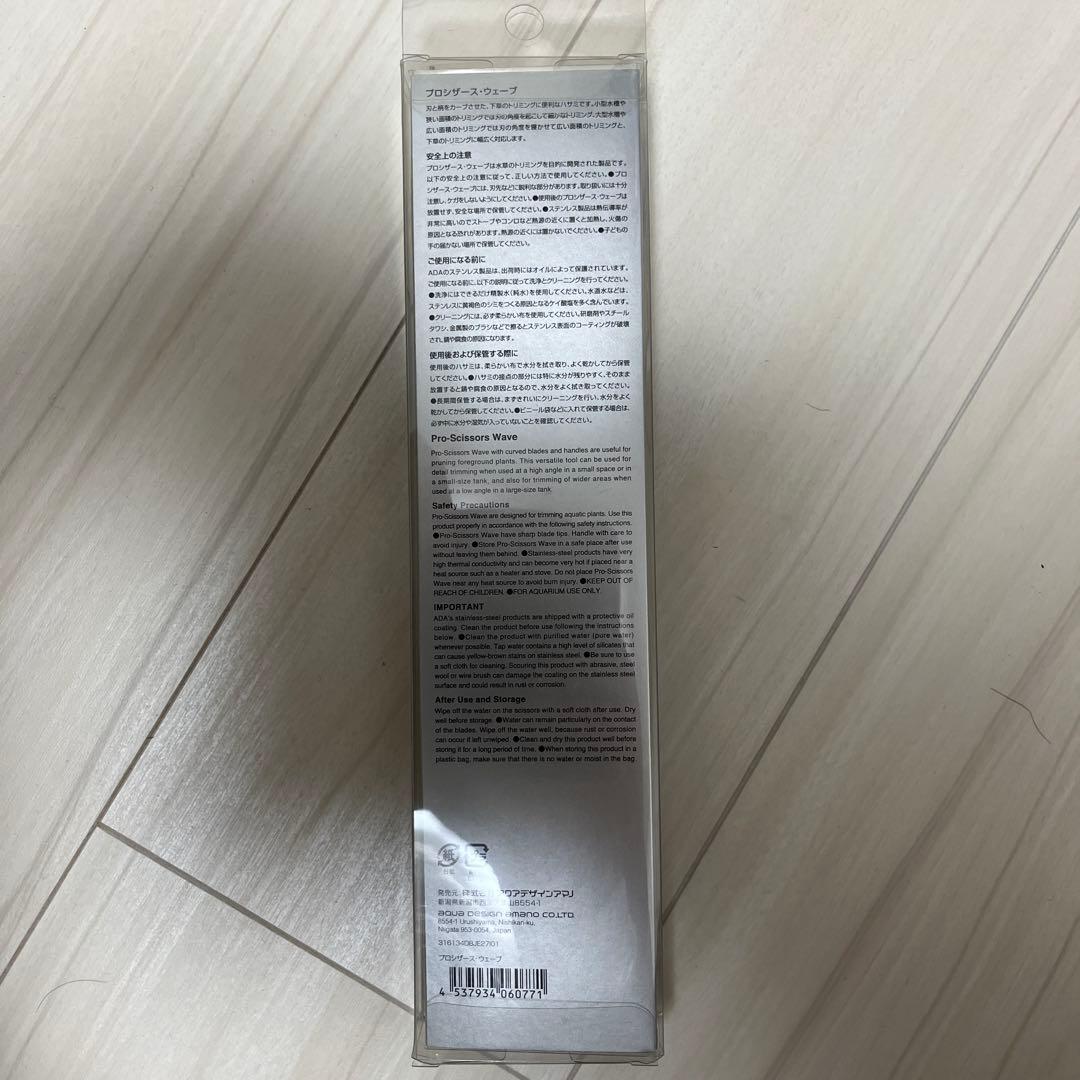 プロシザース・ウェーブ
刃と柄をカーブさせた、下草のトリミングに便利なハサミです。小型水槽や
狭い面積のトリミングでは刃の角度を起こして細かなトリミング、大型水槽や
広い面積のトリミングでは刃の角度を寝かせて広い面積のトリミングと、
下草のトリミングに幅広く対応します。
安全上の注意
プロシザース・ウェーブは水草のトリミングを目的に開発された製品です。
以下の安全上の注意に従って、正しい方法で使用してください。●プロ
シザース・ウェーブには、刃先などに鋭利な部分があります。取り扱いには十分
注意し、ケガをしないようにしてください。●使用後のプロシザース・ウェーブは
放置せず、安全な場所で保管してください。●ステンレス製品は熱伝導率が
非常に高いのでストーブやコンロなど熱源の近くに置くと加熱し、火傷の
原因となる恐れがあります。熱源の近くには置かないでください。●子どもの
手の届かない場所で保管してください。
ご使用になる前に
ADAのステンレス製品は、出荷時にはオイルによって保護されています。
ご使用になる前に、以下の説明に従って洗浄とクリーニングを行ってください。
●洗浄にはできるだけ精製水(純水)を使用してください。水道水などは、
ステンレスに黄褐色のシミをつくる原因となるケイ酸塩を多く含んでいます。
●クリーニングには、必ず柔らかい布を使用してください。研磨剤やスチール
タワシ、金属製のブラシなどで擦るとステンレス表面のコーティングが破壊
され、錆や腐食の原因になります。
使用後および保管する際に
使用後のハサミは、柔らかい布で水分を拭き取り、よく乾かしてから保管
してください。●ハサミの接点の部分には特に水分が残りやすく、そのまま
放置すると錆や腐食の原因となるので、水分をよく拭き取ってください。
●長期間保管する場合は、まずきれいにクリーニングを行い、水分をよく
乾かしてから保管してください。●ビニール袋などに入れて保管する場合は、
必ず中に水分や湿気が入っていないことを確認してください。
Pro-Scissors Wave
Pro-Scissors Wave with curved blades and handles are useful for
pruning foreground plants. This versatile tool can be used for
detail trimming when used at a high angle in a small space or in
a small-size tank, and also for trimming of wider areas when
used at a low angle in a large-size tank.
Safety Precautions
Pro-Scissors Wave are designed for trimming aquatic plants. Use this
product properly in accordance with the following safety instructions.
●Pro-Scissors Wave have sharp blade tips. Handle with care to
avoid injury. ●Store Pro-Scissors Wave in a safe place after use
without leaving them behind. ●Stainless-steel products have very
high thermal conductivity and can become very hot if placed near a
heat source such as a heater and stove. Do not place Pro-Scissors
Wave near any heat source to avoid burn injury. ●KEEP OUT OF
REACH OF CHILDREN. ●FOR AQUARIUM USE ONLY.
IMPORTANT
ADA's stainless-steel products are shipped with a protective oil
coating. Clean the product before use following the instructions
below. ●Clean the product with purified water (pure water)
whenever possible. Tap water contains a high level of silicates that
can cause yellow-brown stains on stainless steel. ●Be sure to use
a soft cloth for cleaning. Scouring this product with abrasive, steel
wool or wire brush can damage the coating on the stainless steel
surface and could result in rust or corrosion.
After Use and Storage
Wipe off the water on the scissors with a soft cloth after use. Dry
well before storage. ●Water can remain particularly on the contact
of the blades. Wipe off the water well, because rust or corrosion
can occur it left unwiped. ●Clean and dry this product well before
storing it for a long period of time. ●When storing this product in a
plastic bag, make sure that there is no water or moist in the bag.
紙
台紙
発売元: 株式会社アクアデザインアマノ
新潟県新潟市西 山8554-1
aqua design amano co.,ltd.
8554-1 Urushiyama, Nishikan-ku,
Niigata 953-0054, Japan
316134DBJE27I01
プロシザース・ウェーブ
4 537934 060771